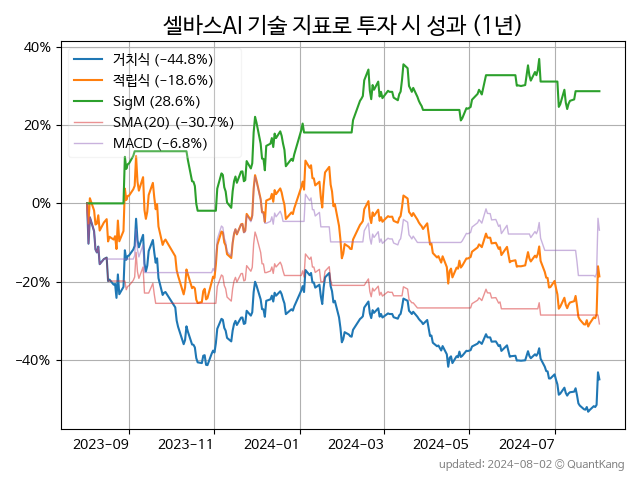 셀바스AI 기술 지표로 투자 시 성과 (1년)
거치식 (−44.8%)
적립식 (−18.6%)
SigM (28.6%)
SMA(20) (−30.7%)
MACD (−6.8%)
40%
20%
0%
−20%
−40%
2023-09 2023-11 2024-01 2024-03 2024-05 2024-07
updated: 2024-08-02 © QuantKang